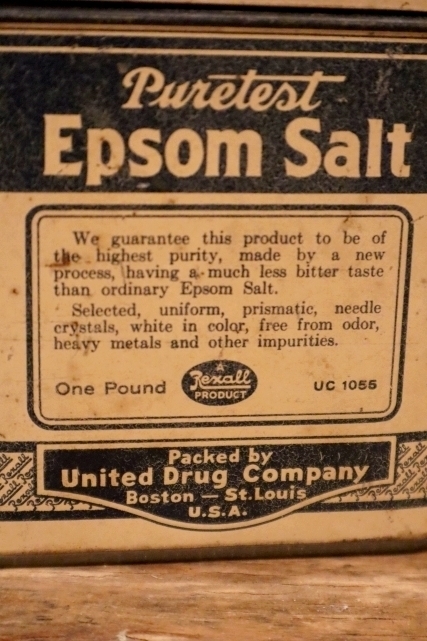 Puretest
Epsom Salt
We guarantee this product to be of
the highest purity, made by a new
process, having a much less bitter taste
than ordinary Epsom Salt.
Selected, uniform, prismatic, needle
crystals, white in color, free from odor,
heavy metals and other impurities.
One Pound
A
Rexall
PRODUCT
UC 1055
Packed by
United Drug Company
Boston — St. Louis
U.S.A.